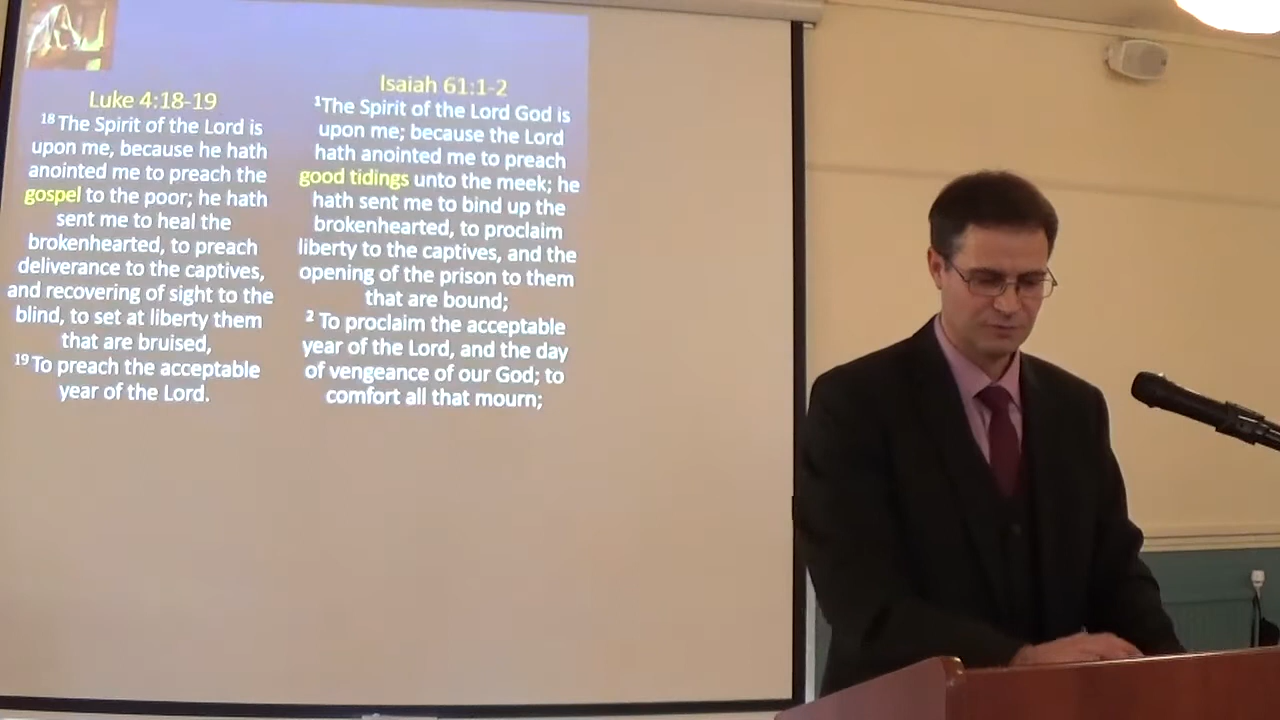 Luke 4:18-19
18 The Spirit of the Lord is
upon me, because he hath
anointed me to preach the
gospel to the poor; he hath
sent me to heal the
brokenhearted, to preach
deliverance to the captives,
and recovering of sight to the
blind, to set at liberty them
that are bruised,
19 To preach the acceptable
year of the Lord.
Isaiah 61:1-2
1The Spirit of the Lord God is
upon me; because the Lord
hath anointed me to preach
good tidings unto the meek; he
hath sent me to bind up the
brokenhearted, to proclaim
liberty to the captives, and the
opening of the prison to them
that are bound;
2 To proclaim the acceptable
year of the Lord, and the day
of vengeance of our God; to
comfort all that mourn;